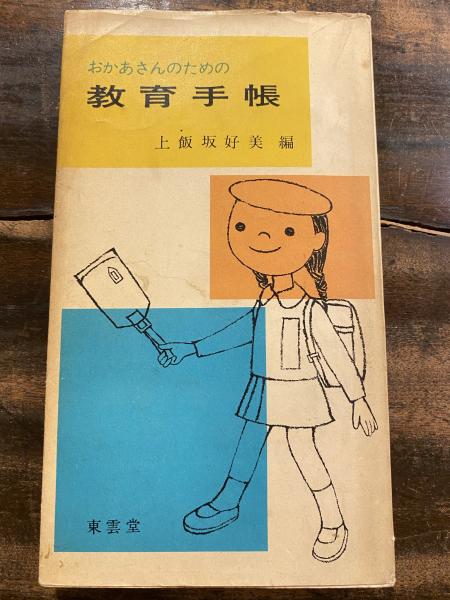 おかあさんのための
教育手帳
上飯坂好美 編
東雲堂